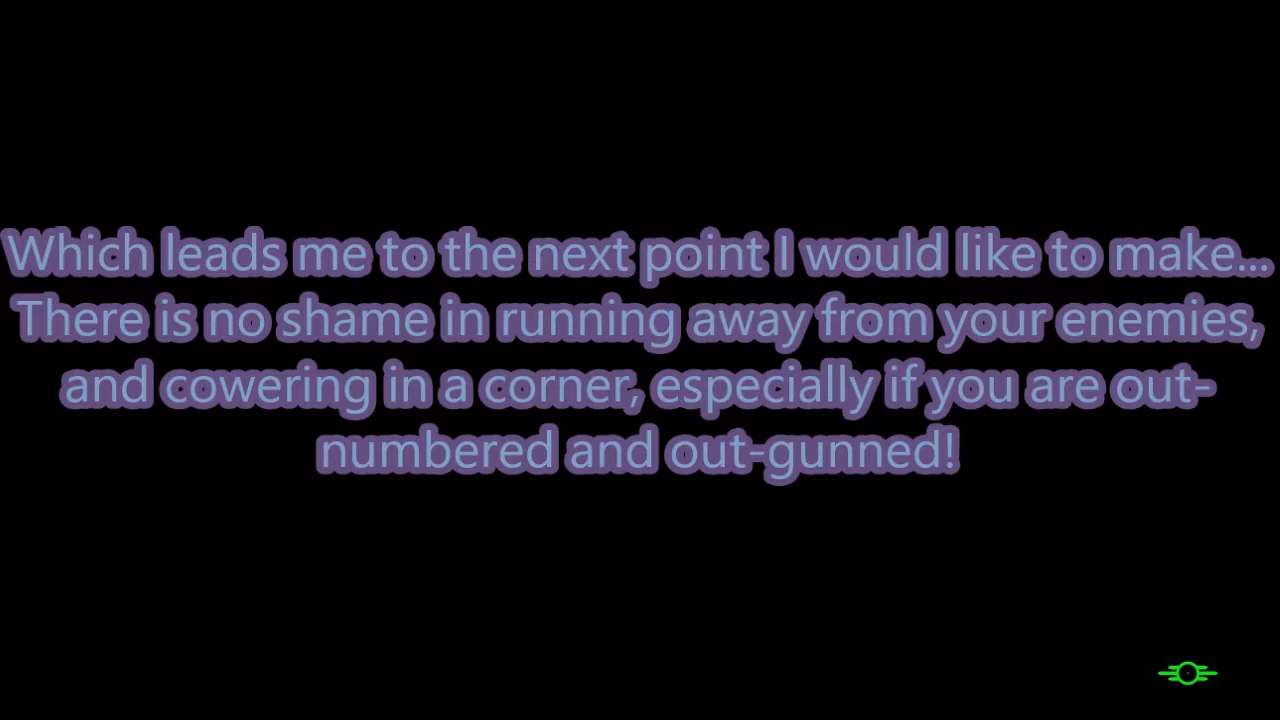 Which leads me to the next point I would like to make...
There is no shame in running away from your enemies,
and cowering in a corner, especially if you are out-
numbered and out-gunned!